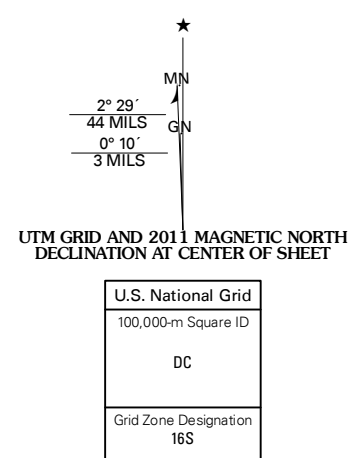 ★
MN
2° 29´
44 MILS
GN
0° 10´
3 MILS
UTM GRID AND 2011 MAGNETIC NORTH
DECLINATION AT CENTER OF SHEET
U.S. National Grid
100,000-m Square ID
DC
Grid Zone Designation
16S